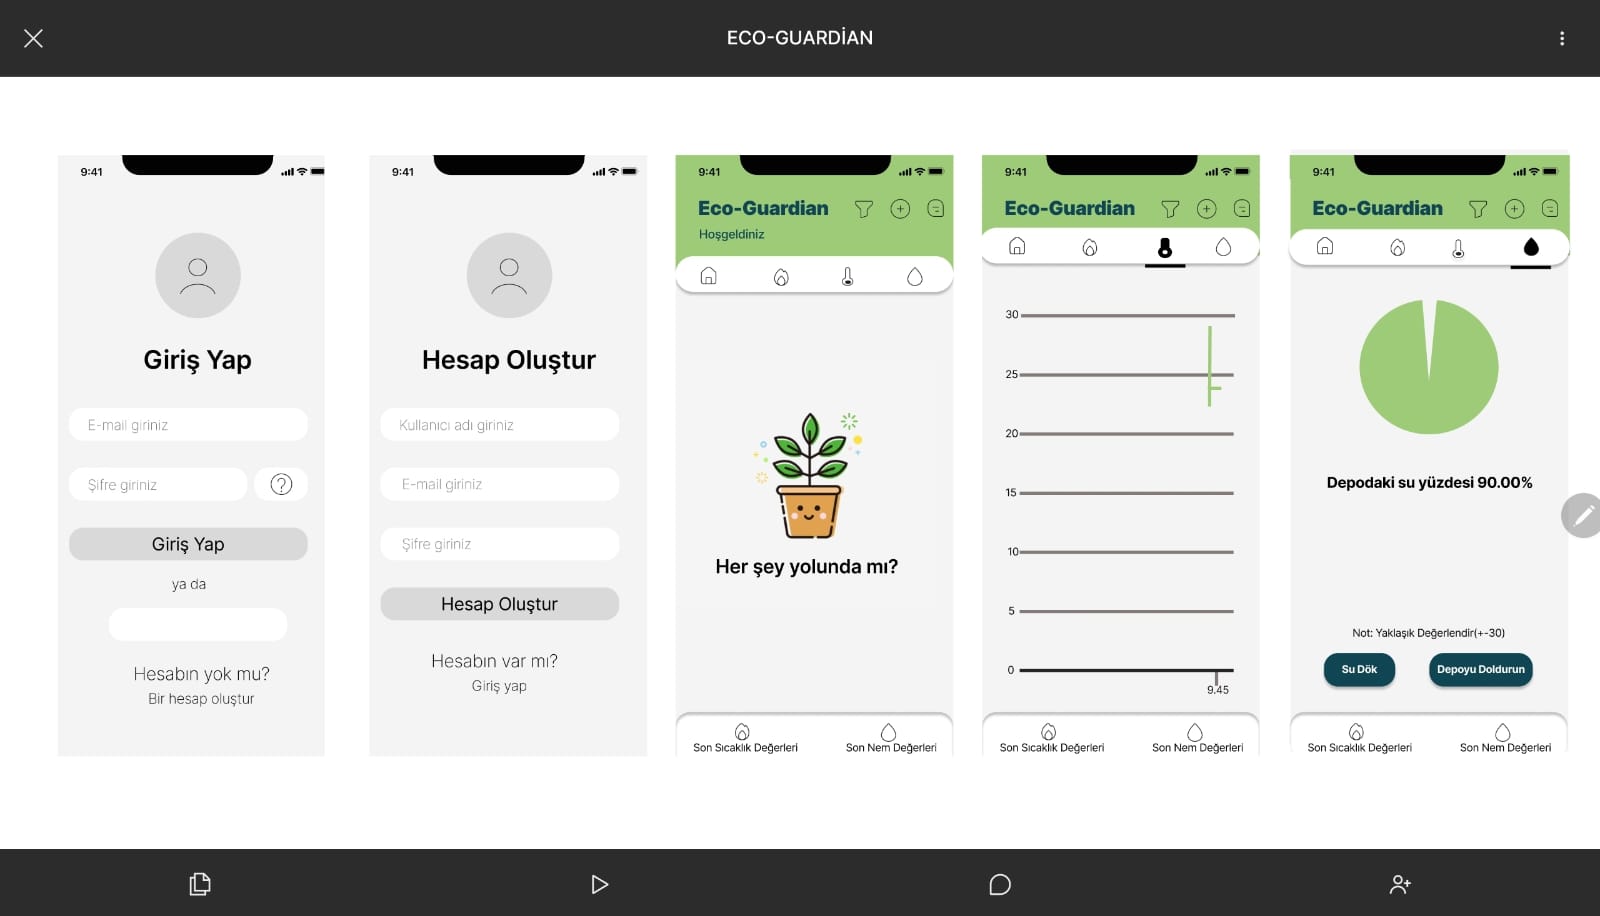 ECO-GUARDİAN
9:41
Giriş Yap
E-mail giriniz
Şifre giriniz
?
Giriş Yap
ya da
Hesabın yok mu?
Bir hesap oluştur
9:41
Hesap Oluştur
Kullanıcı adı giriniz
E-mail giriniz
Şifre giriniz
Hesap Oluştur
Hesabın var mı?
Giriş yap
9:41
Eco-Guardian
Hoşgeldiniz
Her şey yolunda mı?
Son Sıcaklık Değerleri
Son Nem Değerleri
9:41
Eco-Guardian
30
25
20
15
10
5
0
9.45
Son Sıcaklık Değerleri
Son Nem Değerleri
9:41
Eco-Guardian
Depodaki su yüzdesi 90.00%
Not: Yaklaşık Değerlendir(+-30)
Su Dök
Depoyu Doldurun
Son Sıcaklık Değerleri
Son Nem Değerleri